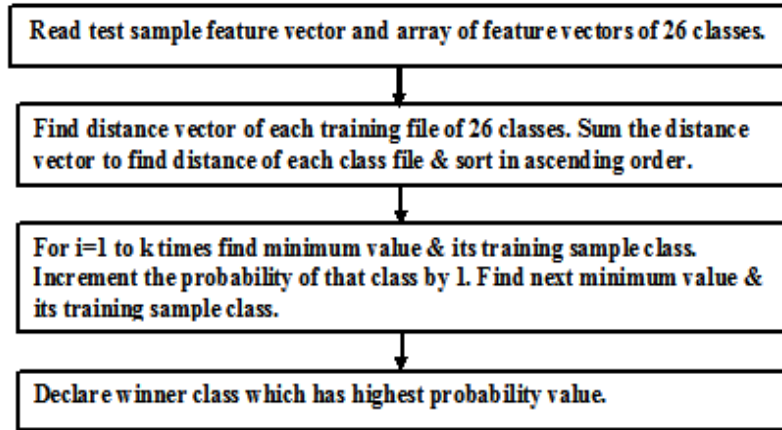 Read test sample feature vector and array of feature vectors of 26 classes.
Find distance vector of each training file of 26 classes. Sum the distance
vector to find distance of each class file & sort in ascending order.
For i=1 to k times find minimum value & its training sample class.
Increment the probability of that class by 1. Find next minimum value &
its training sample class.
Declare winner class which has highest probability value.